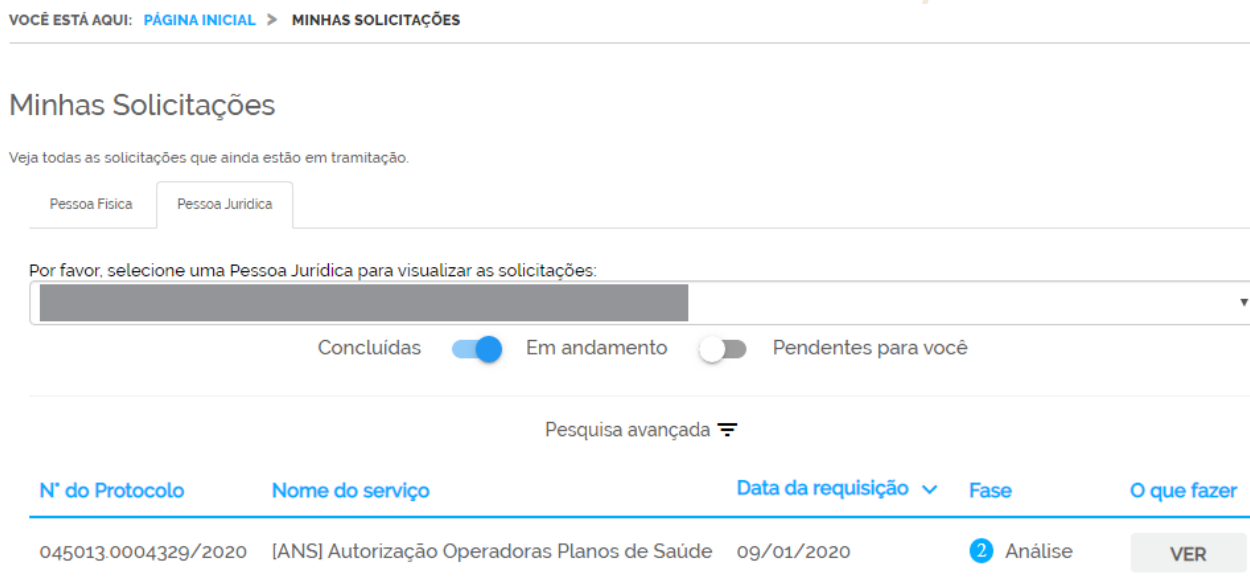 VOCÊ ESTÁ AQUI: PÁGINA INICIAL > MINHAS SOLICITAÇÕES
Minhas Solicitações
Veja todas as solicitações que ainda estão em tramitação.
Pessoa Física Pessoa Jurídica
Por favor, selecione uma Pessoa Jurídica para visualizar as solicitações:
Concluídas Em andamento Pendentes para você
Pesquisa avançada
N° do Protocolo Nome do serviço Data da requisição Fase O que fazer
045013.0004329/2020 [ANS] Autorização Operadoras Planos de Saúde 09/01/2020 2 Análise VER